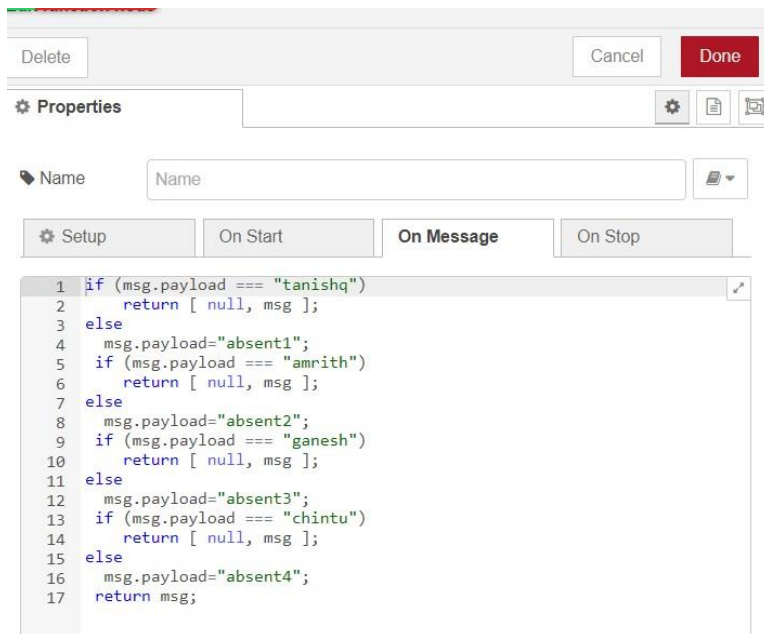 Delete Cancel Done
Properties
Name Name
Setup On Start On Message On Stop
1 if (msg.payload === "tanishq")
2 return [ null, msg ];
3 else
4 msg.payload="absent1";
5 if (msg.payload === "amrith")
6 return [ null, msg ];
7 else
8 msg.payload="absent2";
9 if (msg.payload === "ganesh")
10 return [ null, msg ];
11 else
12 msg.payload="absent3";
13 if (msg.payload === "chintu")
14 return [ null, msg ];
15 else
16 msg.payload="absent4";
17 return msg;